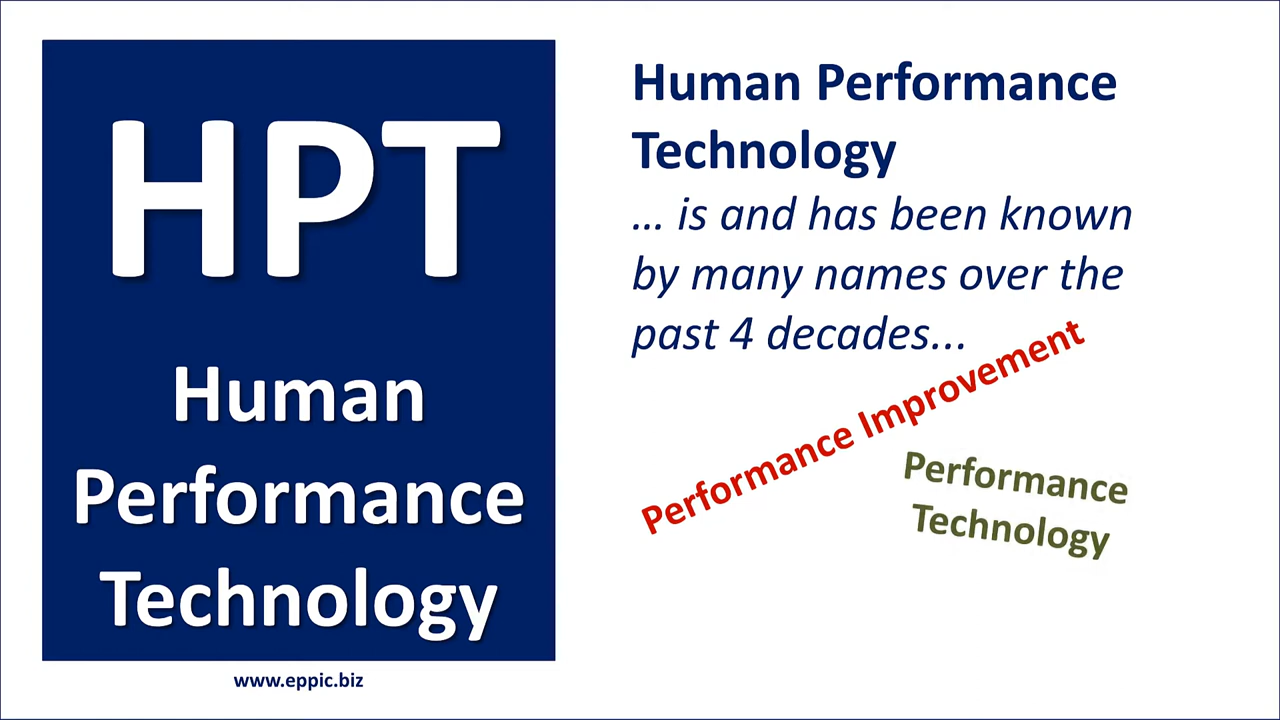 HPT
Human
Performance
Technology
www.eppic.biz
Human Performance
Technology
... is and has been known
by many names over the
past 4 decades...
Performance Improvement
Performance
Technology